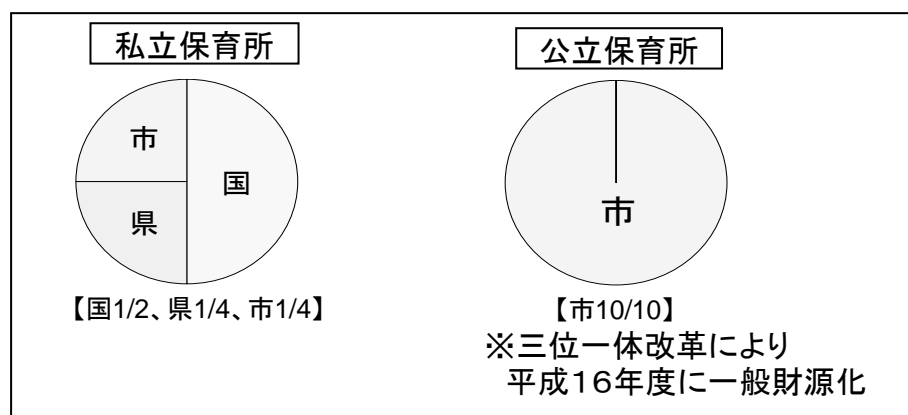 私立保育所
市
国
県
【国1/2、県1/4、市1/4】
公立保育所
市
【市10/10】
※三位一体改革により
平成16年度に一般財源化